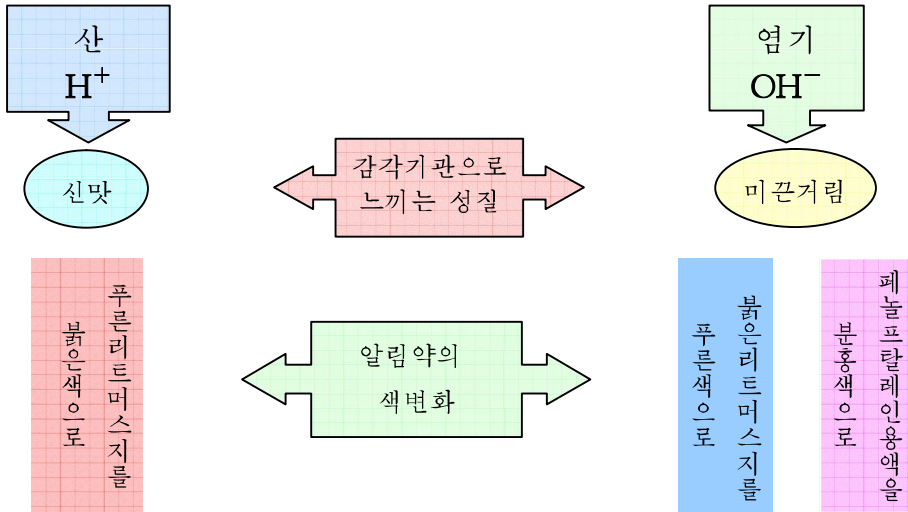 산
H⁺
염기
OH⁻
신맛
감각기관으로
느끼는 성질
미끈거림
푸른리트머스지를
붉은색으로
알림약의
색변화
붉은리트머스지를
푸른색으로
페놀프탈레인용액을
분홍색으로